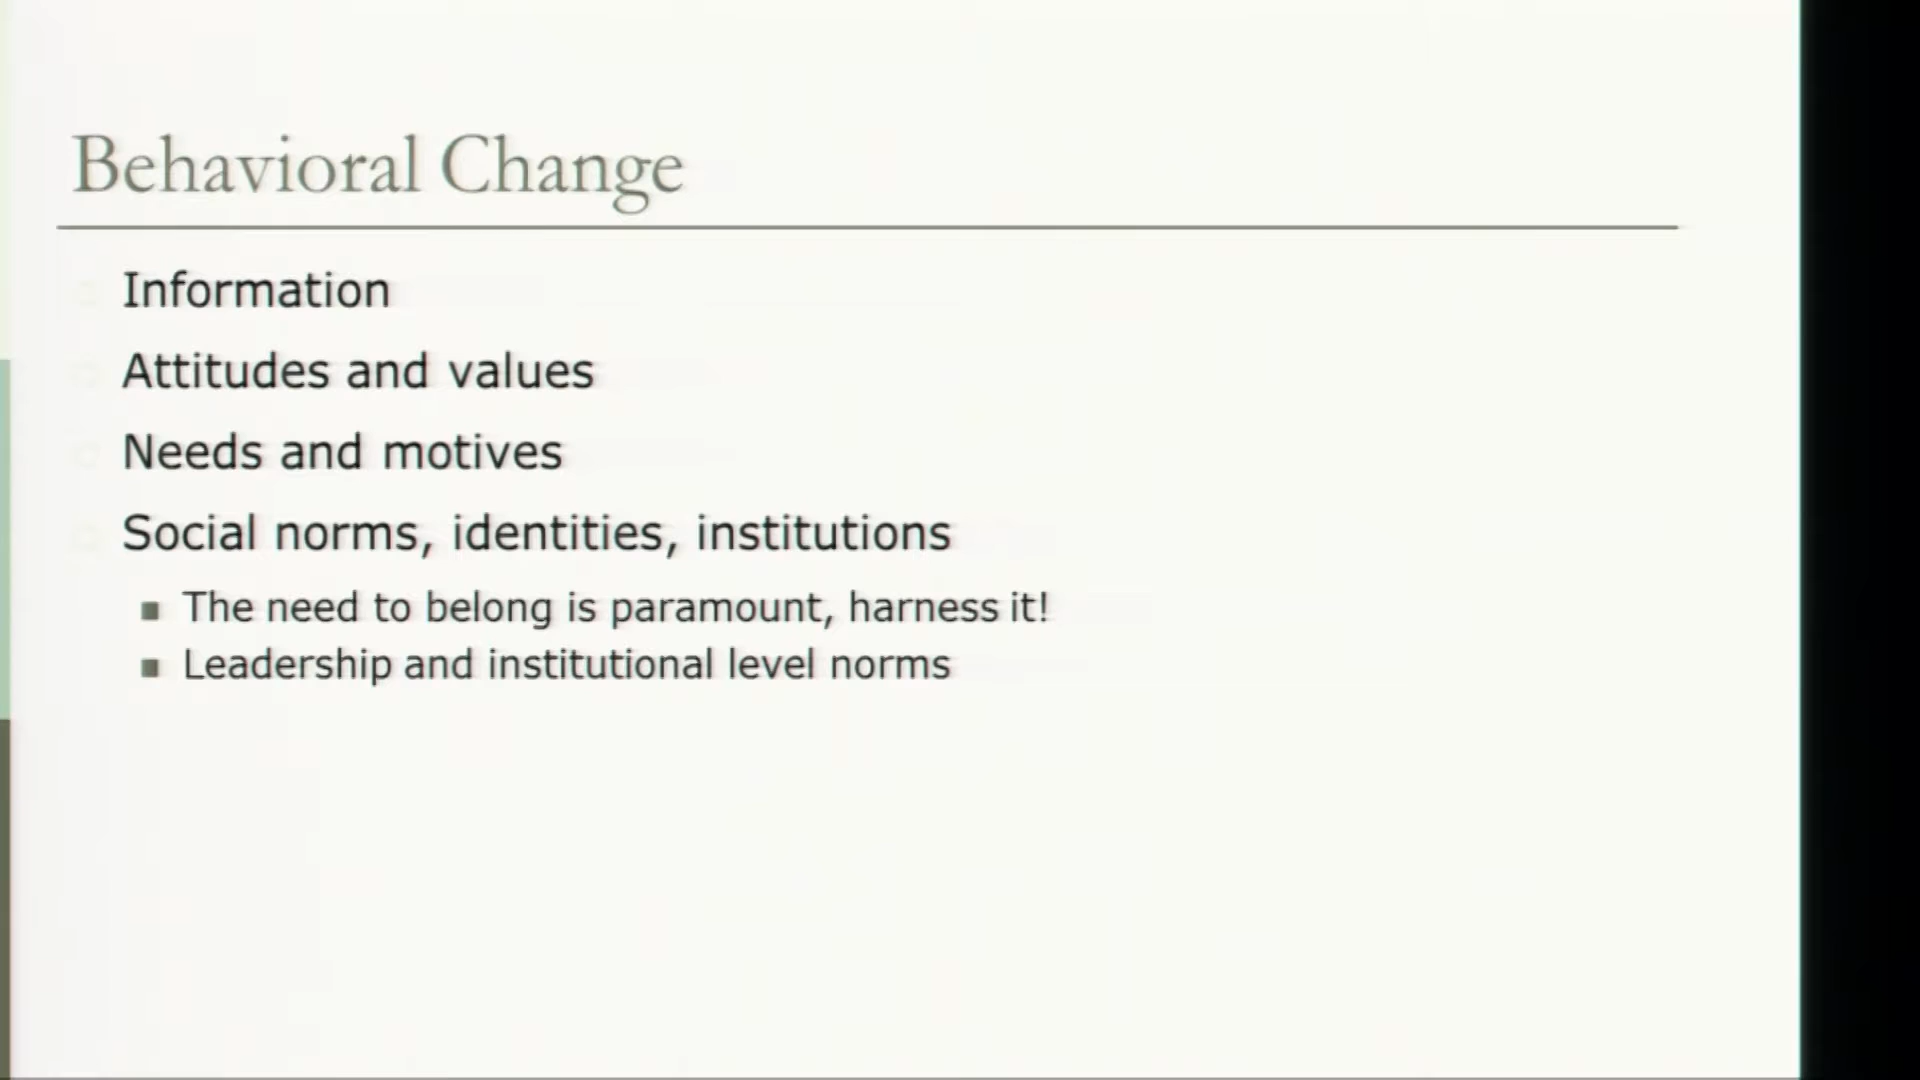 Behavioral Change
Information
Attitudes and values
Needs and motives
Social norms, identities, institutions
The need to belong is paramount, harness it!
Leadership and institutional level norms